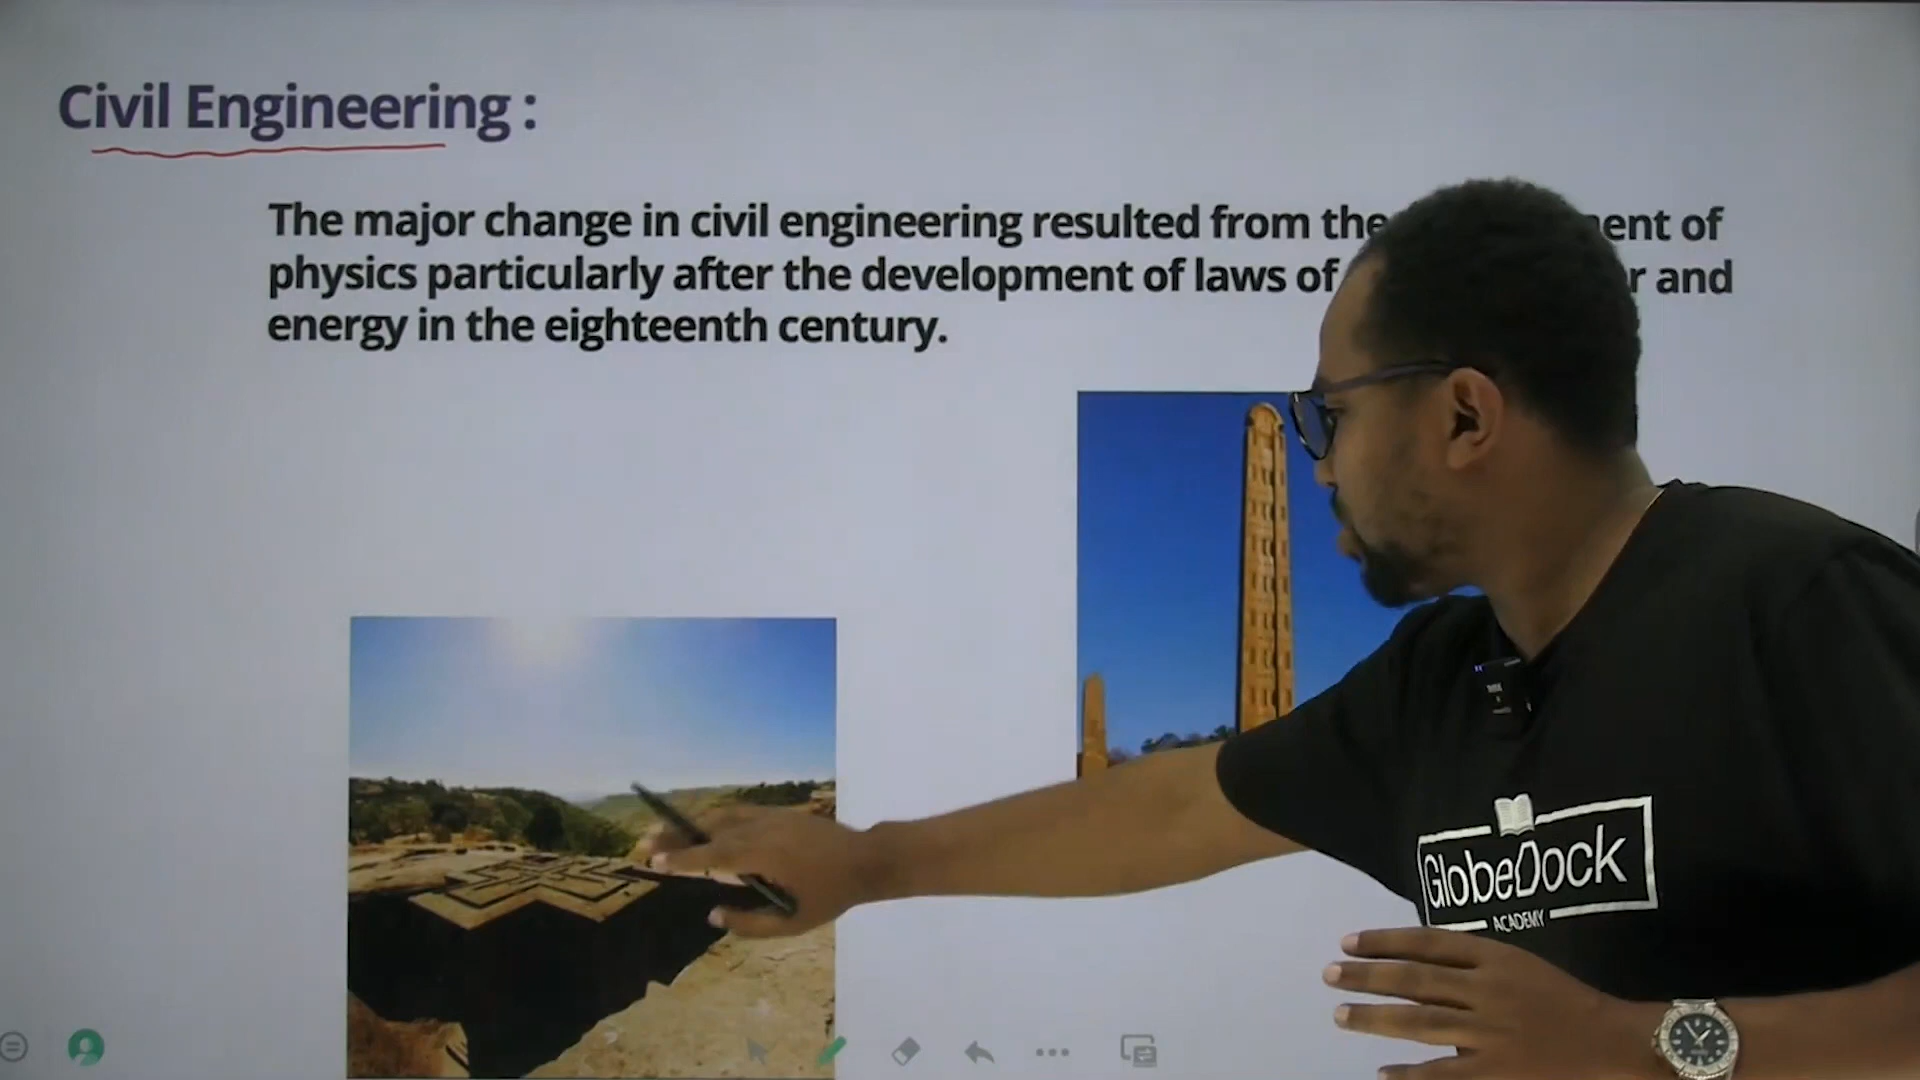 Civil Engineering :
The major change in civil engineering resulted from the
of
physics particularly after the development of laws of
and
energy in the eighteenth century.
GlobeDock
ACADEMY